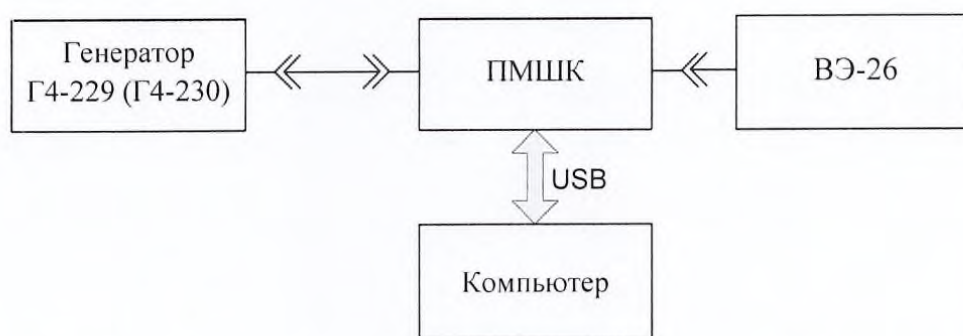 Генератор
Г4-229 (Г4-230)
ПМШК
ВЭ-26
USB
Компьютер